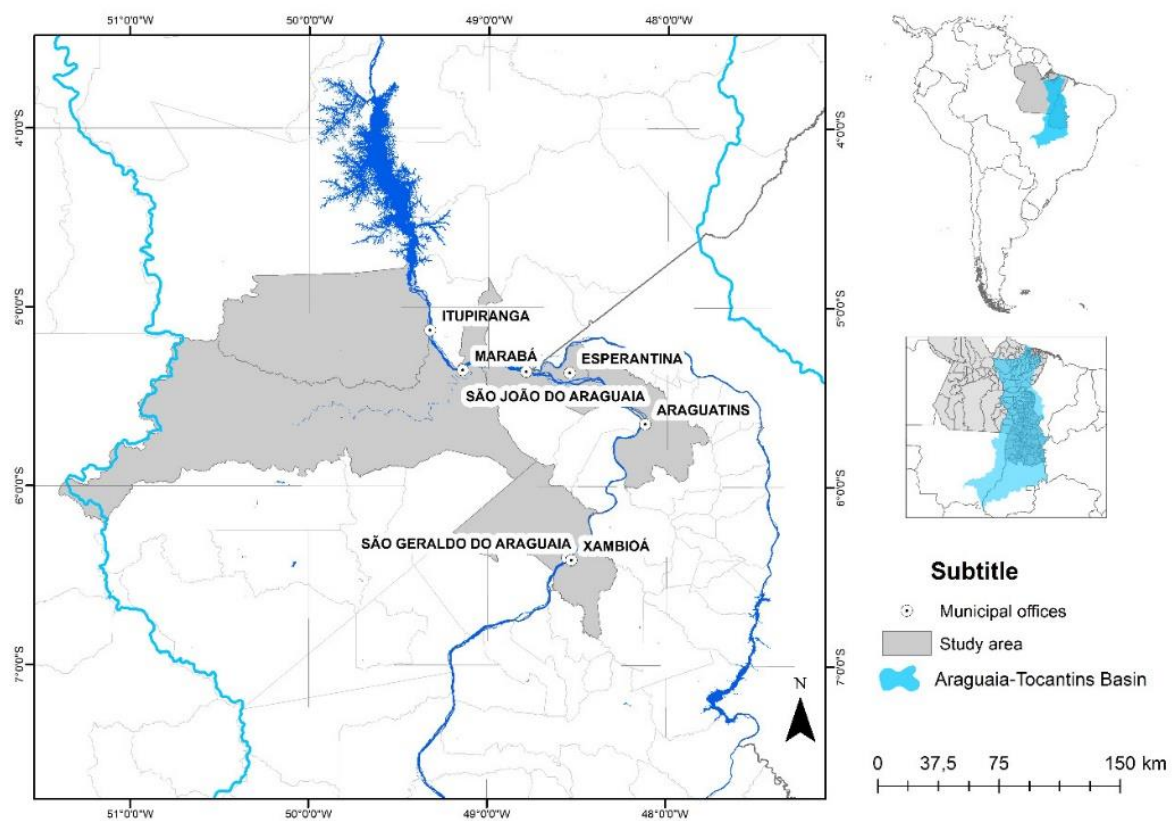 51°0'0"W
50°0'0"W
49°0'0"W
48°0'0"W
4°0'0"S
4°0'0"S
5°0'0"S
5°0'0"S
6°0'0"S
6°0'0"S
7°0'0"S
7°0'0"S
ITUPIRANGA
MARABÁ
ESPERANTINA
SÃO JOÃO DO ARAGUAIA
ARAGUATINS
SÃO GERALDO DO ARAGUAIA
XAMBIOÁ
N
51°0'0"W
50°0'0"W
49°0'0"W
48°0'0"W
Subtitle
Municipal offices
Study area
Araguaia-Tocantins Basin
0 37,5 75 150 km